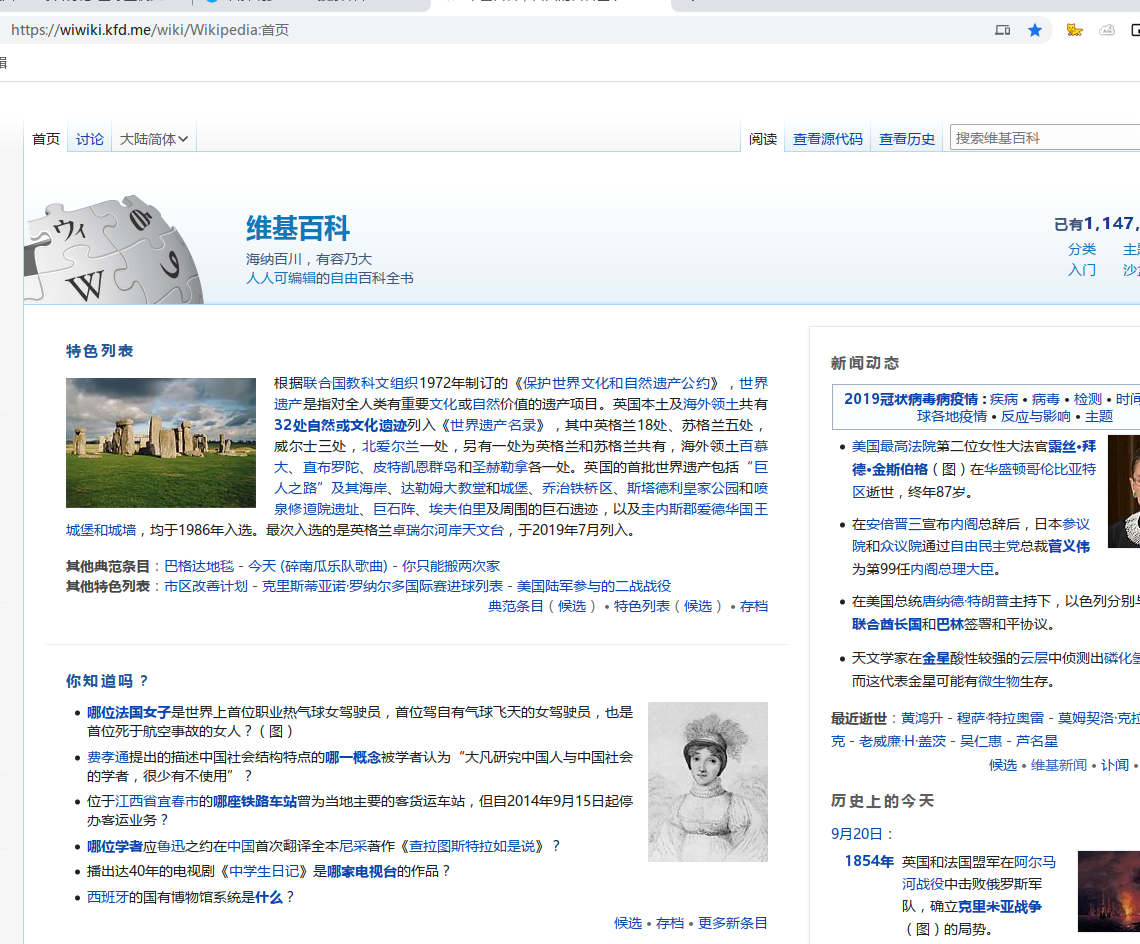 https://wiwiki.kfd.me/wiki/Wikipedia:首页
首页 讨论 大陆简体
阅读 查看源代码 查看历史 搜索维基百科
维基百科
海纳百川，有容乃大
人人可编辑的自由百科全书
已有1,147,
分类
入门
特色列表
根据联合国教科文组织1972年制订的《保护世界文化和自然遗产公约》，世界
遗产是指对全人类有重要文化或自然价值的遗产项目。英国本土及海外领土共有
32处自然或文化遗迹列入《世界遗产名录》，其中英格兰18处、苏格兰五处，
威尔士三处，北爱尔兰一处，另有一处为英格兰和苏格兰共有，海外领土百慕
大、直布罗陀、皮特凯恩群岛和圣赫勒拿各一处。英国的首批世界遗产包括“巨
人之路”及其海岸、达勒姆大教堂和城堡、乔治铁桥区、斯塔德利皇家公园和喷
泉修道院遗址、巨石阵、埃夫伯里及周围的巨石遗迹，以及圭内斯郡爱德华国王
城堡和城墙，均于1986年入选。最次入选的是英格兰卓瑞尔河岸天文台，于2019年7月列入。
其他典范条目：巴格达地毯 - 今天 (碎南瓜乐队歌曲) - 你只能搬两次家
其他特色列表：市区改善计划 - 克里斯蒂亚诺·罗纳尔多国际赛进球列表 - 美国陆军参与的二战战役
典范条目（候选） • 特色列表（候选） • 存档
你知道吗？
哪位法国女子是世界上首位职业热气球女驾驶员，首位驾自有气球飞天的女驾驶员，也是
首位死于航空事故的女人？（图）
费孝通提出的描述中国社会结构特点的哪一概念被学者认为“大凡研究中国人与中国社会
的学者，很少有不使用”？
位于江西省宜春市的哪座铁路车站曾为当地主要的客货运车站，但自2014年9月15日起停
办客运业务？
哪位学者应鲁迅之约在中国首次翻译全本尼采著作《查拉图斯特拉如是说》？
播出达40年的电视剧《中学生日记》是哪家电视台的作品？
西班牙的国有博物馆系统是什么？
候选 • 存档 • 更多新条目
新闻动态
2019冠状病毒病疫情：疾病 • 病毒 • 检测 • 时间
球各地疫情 • 反应与影响 • 主题
美国最高法院第二位女性大法官露丝·拜
德·金斯伯格（图）在华盛顿哥伦比亚特
区逝世，终年87岁。
在安倍晋三宣布内阁总辞后，日本参议
院和众议院通过自由民主党总裁菅义伟
为第99任内阁总理大臣。
在美国总统唐纳德·特朗普主持下，以色列分别
联合酋长国和巴林签署和平协议。
天文学家在金星酸性较强的云层中侦测出磷化
而这代表金星可能有微生物生存。
最近逝世：黄鸿升 - 穆萨·特拉奥雷 - 莫姆契洛·克拉
克 - 老威廉·H·盖茨 - 吴仁惠 - 芦名星
候选 • 维基新闻 • 讣闻 •
历史上的今天
9月20日：
1854年 英国和法国盟军在阿尔马
河战役中击败俄罗斯军
队，确立克里米亚战争
（图）的局势。